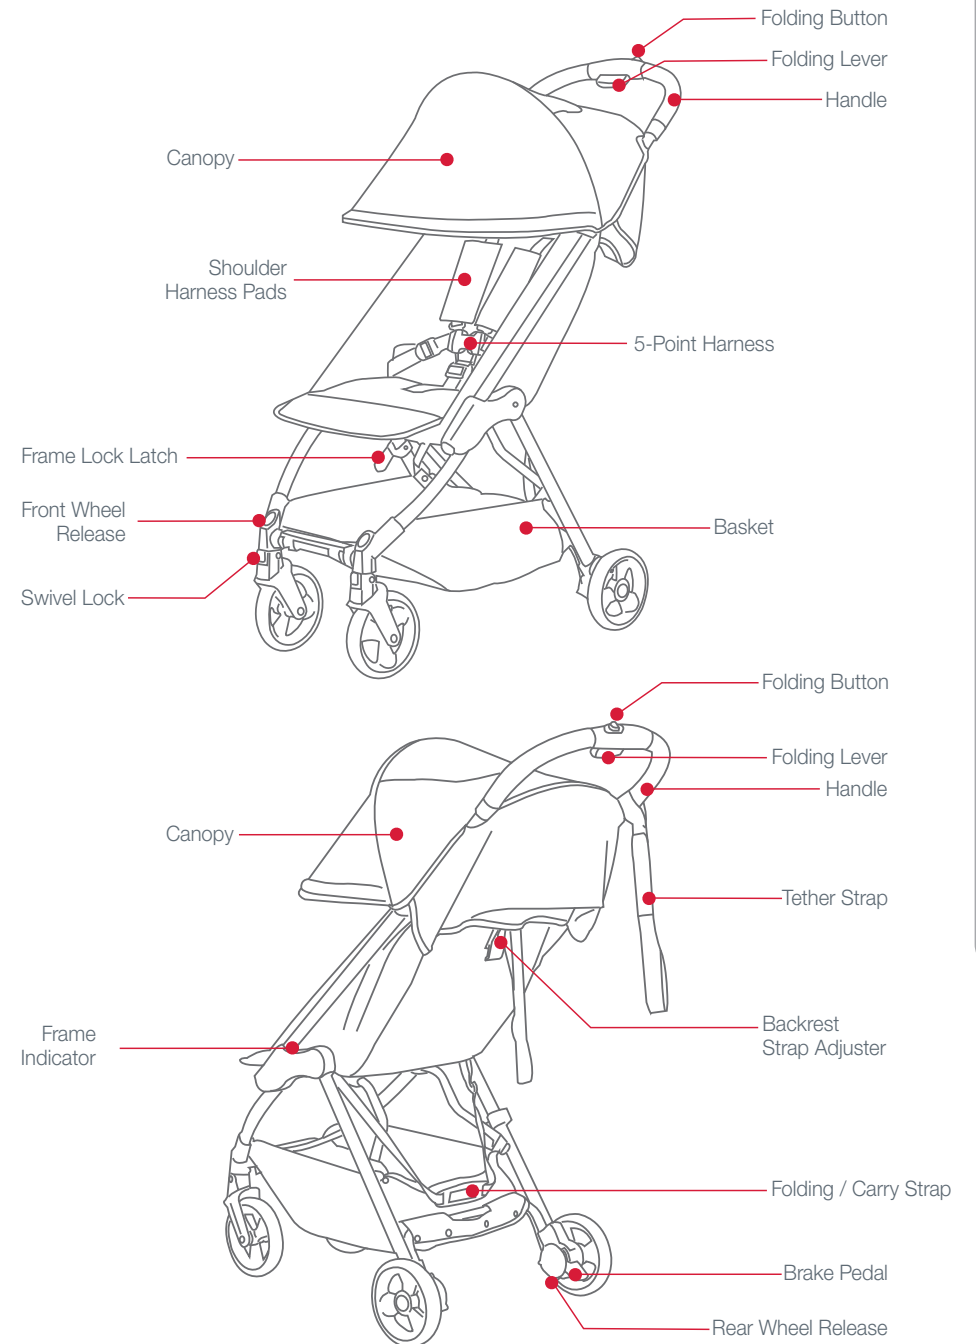 Folding Button
Folding Lever
Handle
Canopy
Shoulder
Harness Pads
5-Point Harness
Frame Lock Latch
Front Wheel
Release
Basket
Swivel Lock
Folding Button
Folding Lever
Handle
Canopy
Tether Strap
Backrest
Strap Adjuster
Frame
Indicator
Folding / Carry Strap
Brake Pedal
Rear Wheel Release